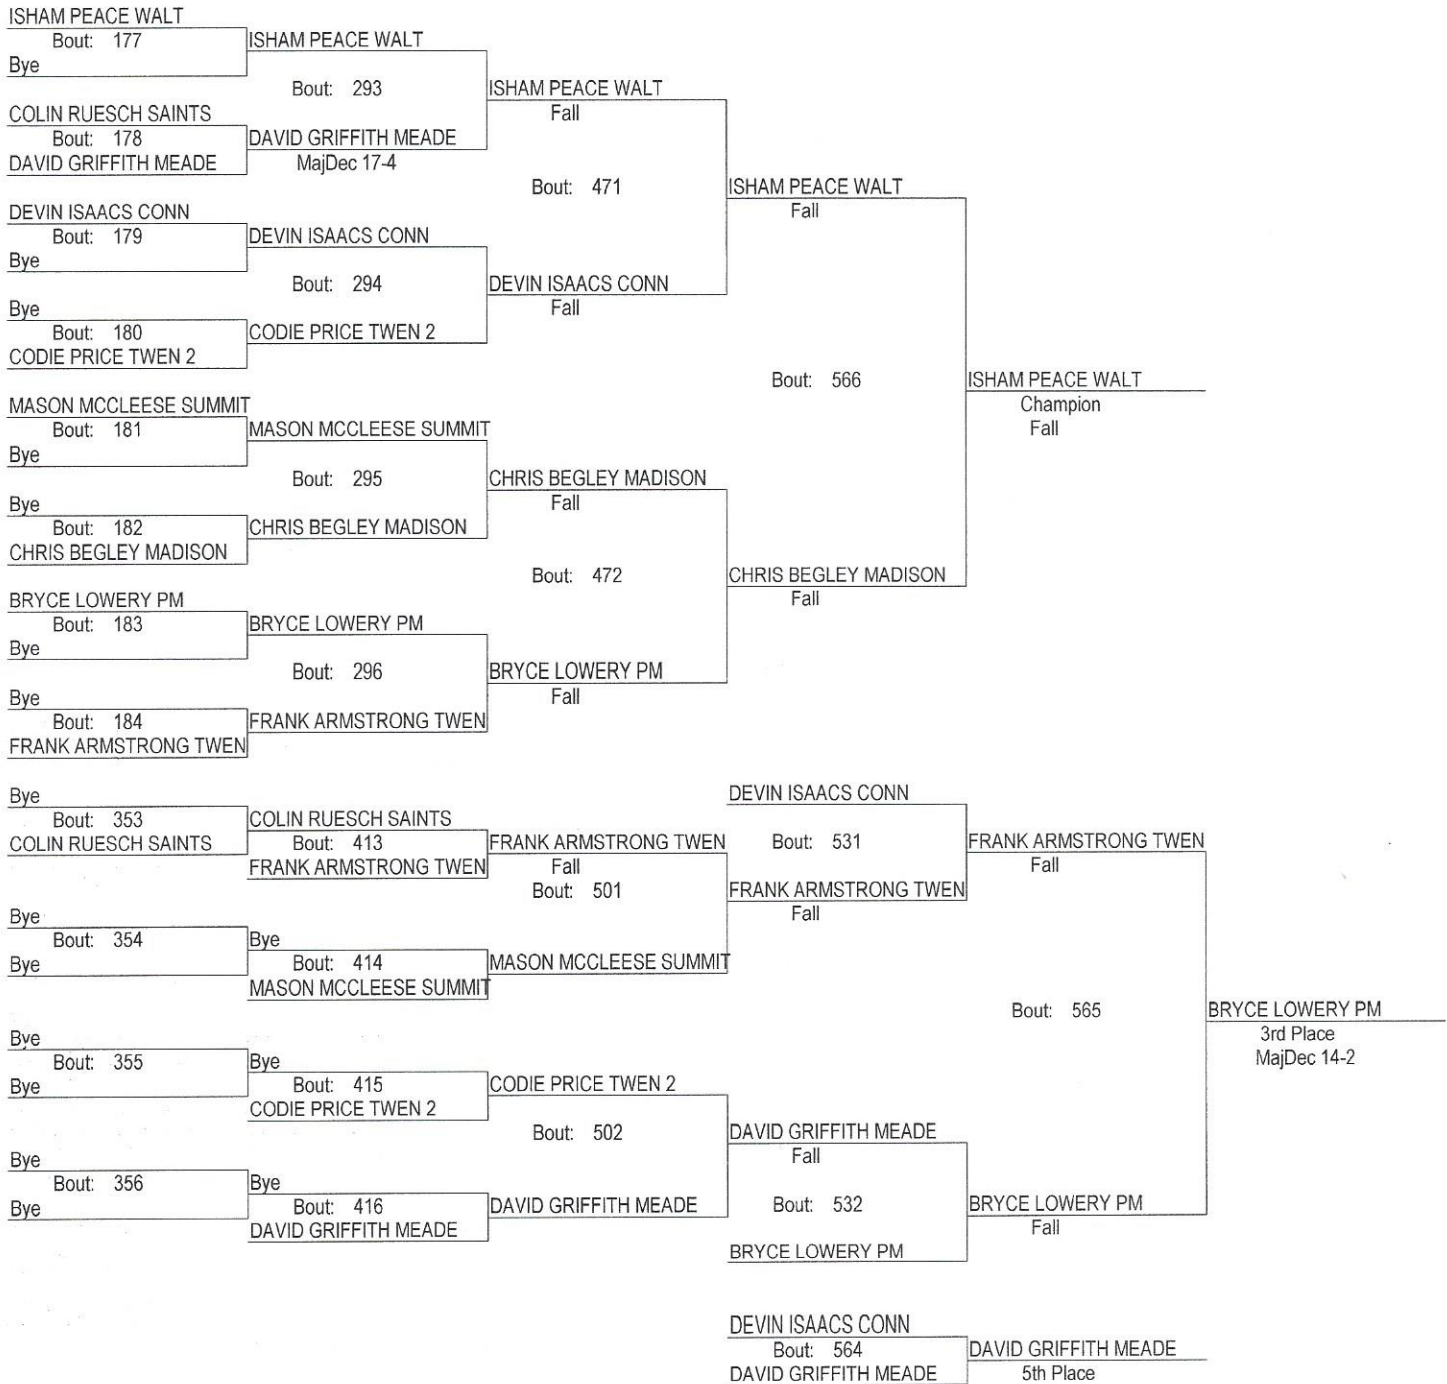 ISHAM PEACE WALT
Bout: 177
Bye
ISHAM PEACE WALT
Bout: 293
COLIN RUESCH SAINTS
Bout: 178
DAVID GRIFFITH MEADE
DAVID GRIFFITH MEADE
MajDec 17-4
ISHAM PEACE WALT
Fall
Bout: 471
DEVIN ISAACS CONN
Bout: 179
Bye
DEVIN ISAACS CONN
Bout: 294
Bye
Bout: 180
CODIE PRICE TWEN 2
CODIE PRICE TWEN 2
DEVIN ISAACS CONN
Fall
ISHAM PEACE WALT
Fall
Bout: 566
MASON MCCLEESE SUMMIT
Bout: 181
Bye
MASON MCCLEESE SUMMIT
Bout: 295
Bye
Bout: 182
CHRIS BEGLEY MADISON
CHRIS BEGLEY MADISON
CHRIS BEGLEY MADISON
Fall
Bout: 472
BRYCE LOWERY PM
Bout: 183
Bye
BRYCE LOWERY PM
Bout: 296
Bye
Bout: 184
FRANK ARMSTRONG TWEN
FRANK ARMSTRONG TWEN
BRYCE LOWERY PM
Fall
CHRIS BEGLEY MADISON
Fall
ISHAM PEACE WALT
Champion
Fall
Bye
Bout: 353
COLIN RUESCH SAINTS
COLIN RUESCH SAINTS
Bout: 413
FRANK ARMSTRONG TWEN
FRANK ARMSTRONG TWEN
Fall
Bout: 501
Bye
Bout: 354
Bye
Bye
Bout: 414
MASON MCCLEESE SUMMIT
MASON MCCLEESE SUMMIT
DEVIN ISAACS CONN
Bout: 531
FRANK ARMSTRONG TWEN
Fall
FRANK ARMSTRONG TWEN
Fall
Bout: 565
Bye
Bout: 355
Bye
Bye
Bout: 415
CODIE PRICE TWEN 2
CODIE PRICE TWEN 2
Bout: 502
Bye
Bout: 356
Bye
Bye
Bout: 416
DAVID GRIFFITH MEADE
DAVID GRIFFITH MEADE
DAVID GRIFFITH MEADE
Fall
Bout: 532
BRYCE LOWERY PM
BRYCE LOWERY PM
Fall
BRYCE LOWERY PM
3rd Place
MajDec 14-2
DEVIN ISAACS CONN
Bout: 564
DAVID GRIFFITH MEADE
DAVID GRIFFITH MEADE
5th Place